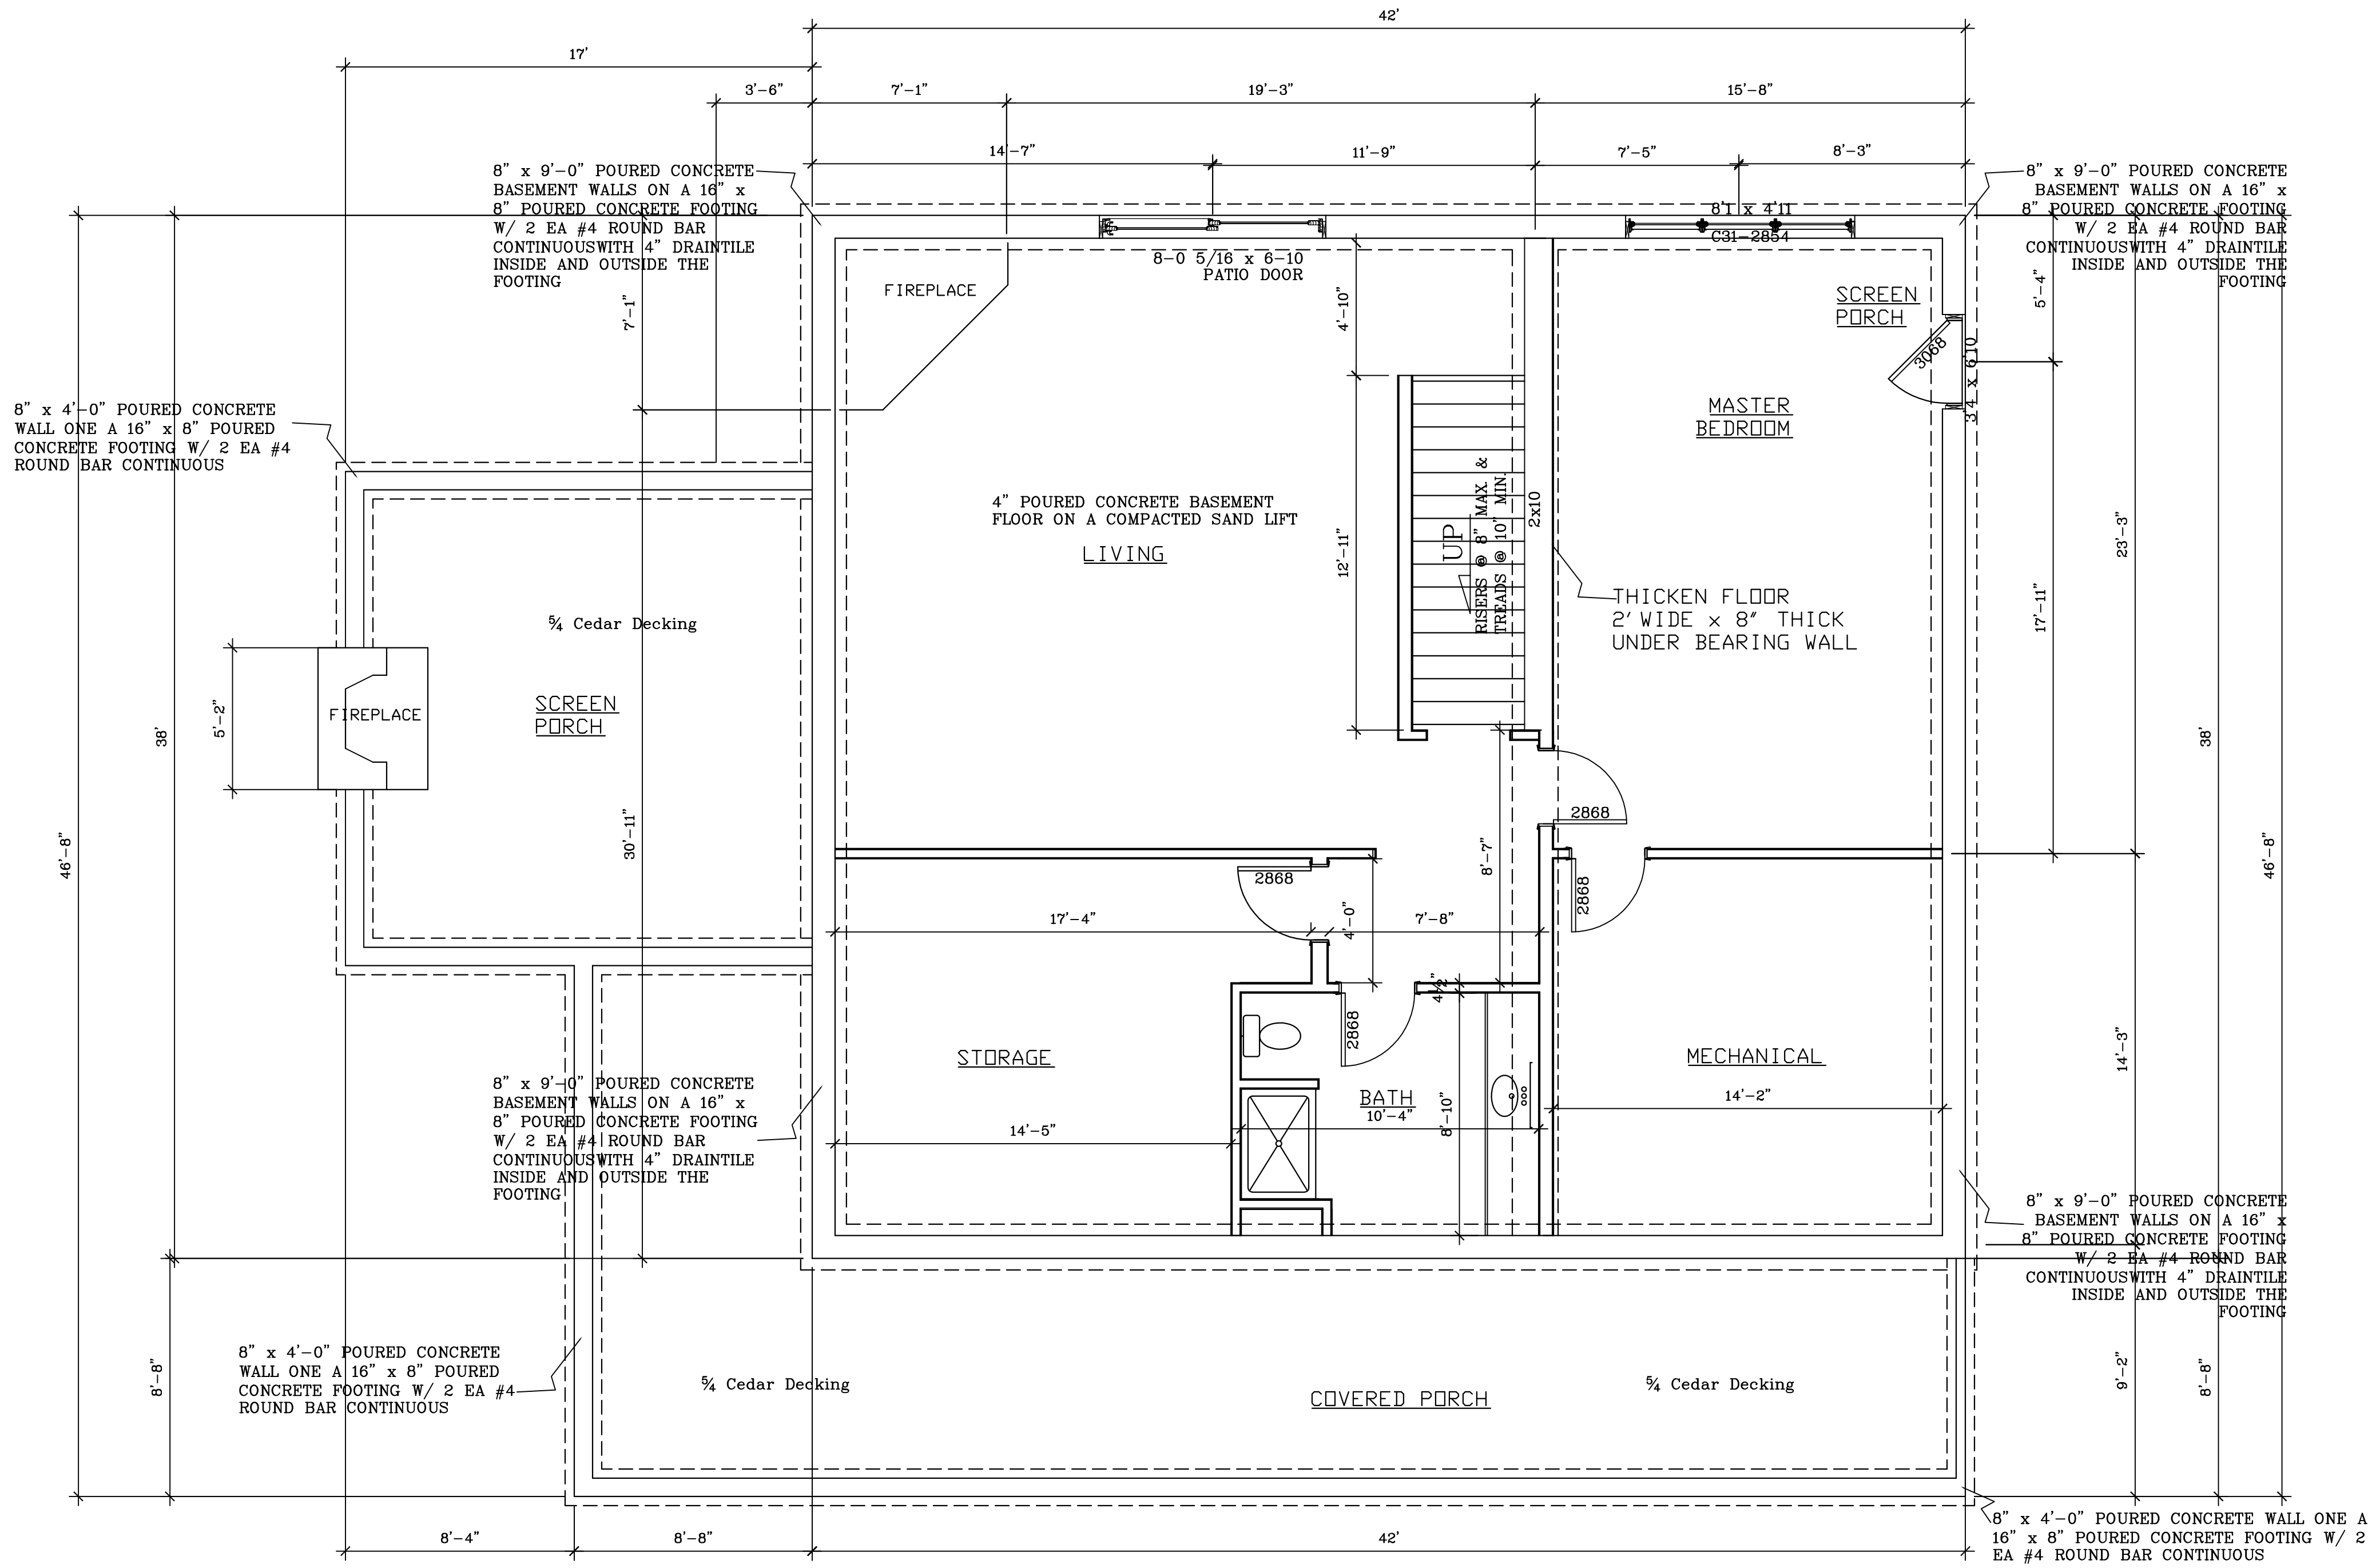 42'
17'
3'-6"
7'-1"
19'-3"
15'-8"
14'-7"
11'-9"
7'-5"
8'-3"
8" x 9'-0" POURED CONCRETE
BASEMENT WALLS ON A 16" x
8" POURED CONCRETE FOOTING
W/ 2 EA #4 ROUND BAR
CONTINUOUSWITH 4" DRAINTILE
INSIDE AND OUTSIDE THE
FOOTING
8" x 9'-0" POURED CONCRETE
BASEMENT WALLS ON A 16" x
8" POURED CONCRETE FOOTING
W/ 2 EA #4 ROUND BAR
CONTINUOUSWITH 4" DRAINTILE
INSIDE AND OUTSIDE THE
FOOTING
8'1 x 4'11
C31-2854
8-0 5/16 x 6-10
PATIO DOOR
FIREPLACE
SCREEN
PORCH
7'-1"
4'-10"
5'-4"
3068
3'4 x 6'10
8" x 4'-0" POURED CONCRETE
WALL ONE A 16" x 8" POURED
CONCRETE FOOTING W/ 2 EA #4
ROUND BAR CONTINUOUS
MASTER
BEDROOM
4" POURED CONCRETE BASEMENT
FLOOR ON A COMPACTED SAND LIFT
LIVING
12'-11"
UP
RISERS @ 8" MAX. &
TREADS @ 10" MIN.
2x10
23'-3"
17'-11"
THICKEN FLOOR
2' WIDE x 8" THICK
UNDER BEARING WALL
5/4 Cedar Decking
SCREEN
PORCH
FIREPLACE
5'-2"
38'
38'
46'-8"
46'-8"
30'-11"
2868
8'-7"
2868
2868
17'-4"
4'-0"
7'-8"
4½"
2868
STORAGE
MECHANICAL
14'-3"
BATH
10'-4"
8'-10"
14'-2"
14'-5"
8" x 9'-0" POURED CONCRETE
BASEMENT WALLS ON A 16" x
8" POURED CONCRETE FOOTING
W/ 2 EA #4 ROUND BAR
CONTINUOUSWITH 4" DRAINTILE
INSIDE AND OUTSIDE THE
FOOTING
8" x 9'-0" POURED CONCRETE
BASEMENT WALLS ON A 16" x
8" POURED CONCRETE FOOTING
W/ 2 EA #4 ROUND BAR
CONTINUOUSWITH 4" DRAINTILE
INSIDE AND OUTSIDE THE
FOOTING
8" x 4'-0" POURED CONCRETE
WALL ONE A 16" x 8" POURED
CONCRETE FOOTING W/ 2 EA #4
ROUND BAR CONTINUOUS
8'-8"
5/4 Cedar Decking
COVERED PORCH
5/4 Cedar Decking
9'-2"
8'-8"
8'-4"
8'-8"
42'
8" x 4'-0" POURED CONCRETE WALL ONE A
16" x 8" POURED CONCRETE FOOTING W/ 2
EA #4 ROUND BAR CONTINUOUS